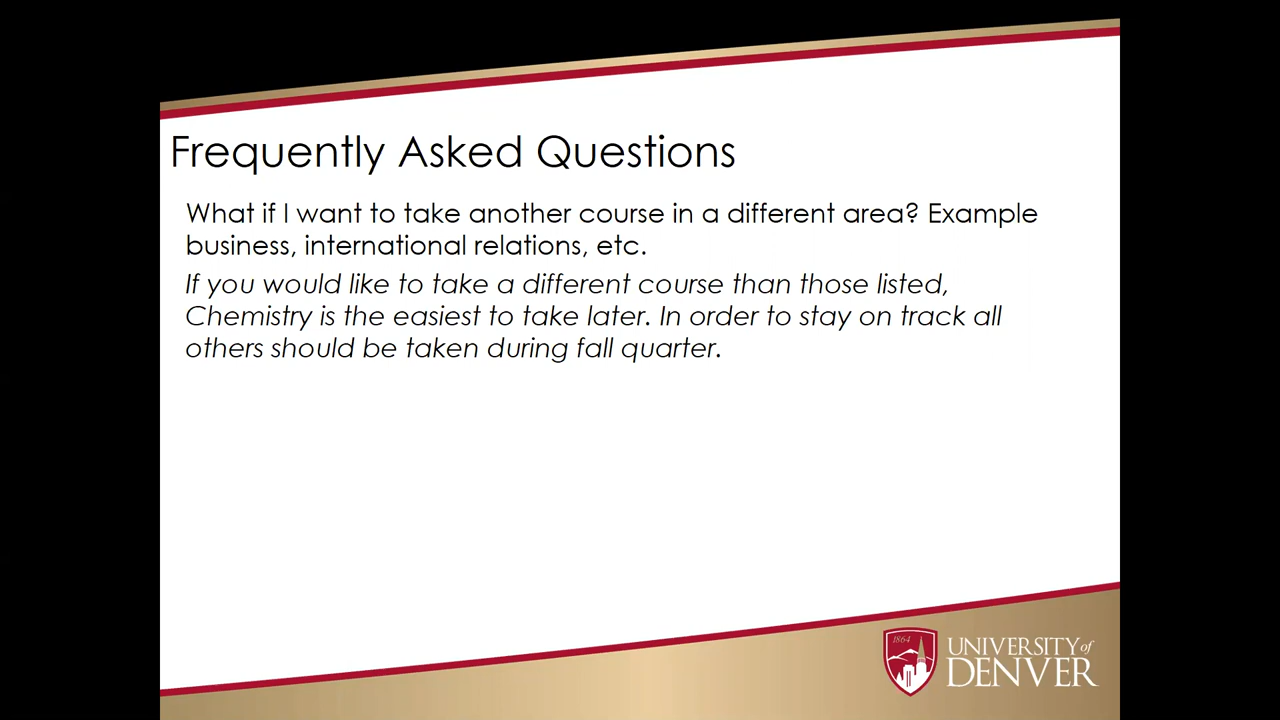 Frequently Asked Questions
What if I want to take another course in a different area? Example
business, international relations, etc.
If you would like to take a different course than those listed,
Chemistry is the easiest to take later. In order to stay on track all
others should be taken during fall quarter.
1864
UNIVERSITY of
DENVER